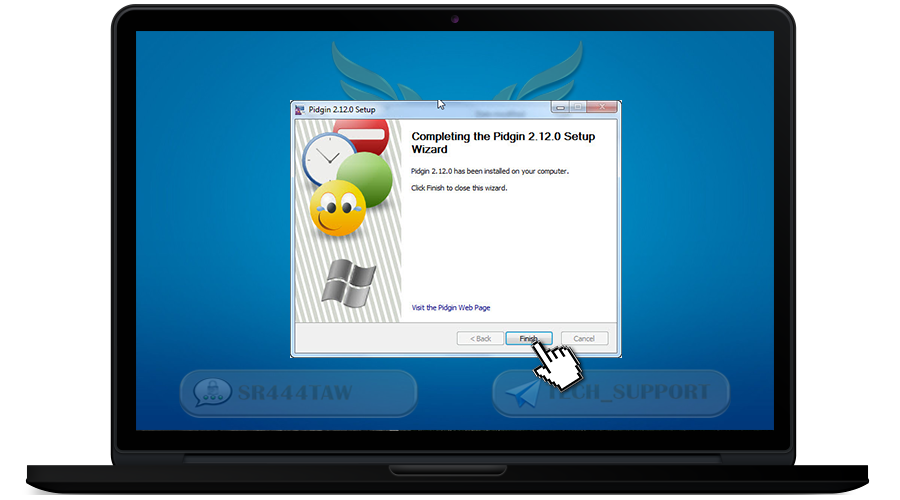 Pidgin 2.12.0 Setup
Completing the Pidgin 2.12.0 Setup
Wizard
Pidgin 2.12.0 has been installed on your computer.
Click Finish to close this wizard.
Visit the Pidgin Web Page
< Back
Finish
Cancel
SR444TAW
TECH_SUPPORT